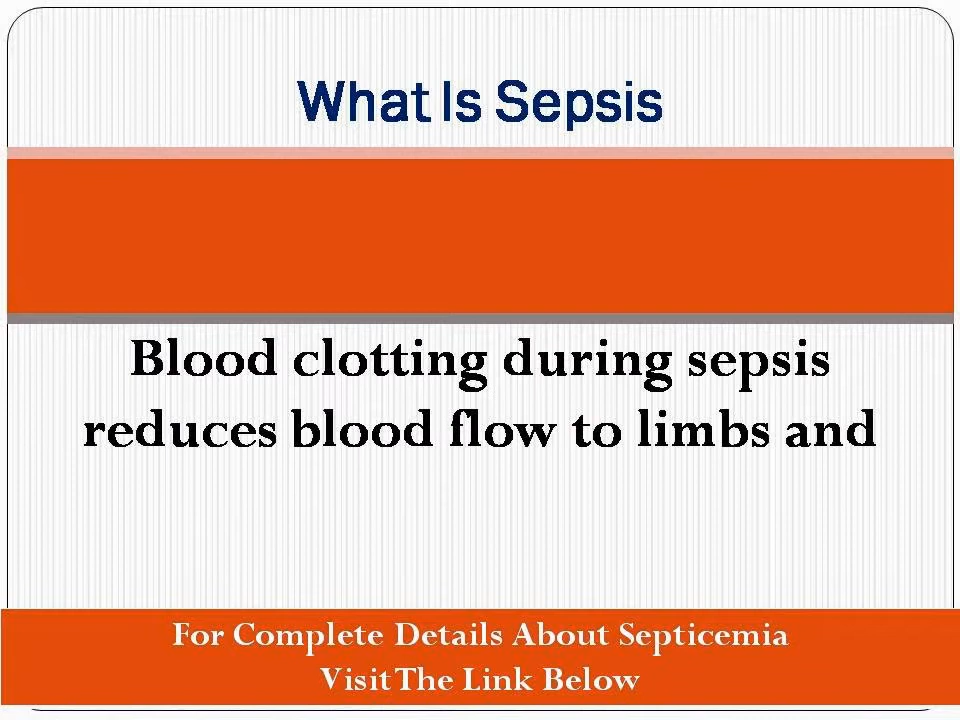 What Is Sepsis
Blood clotting during sepsis
reduces blood flow to limbs and
For Complete Details About Septicemia
Visit The Link Below